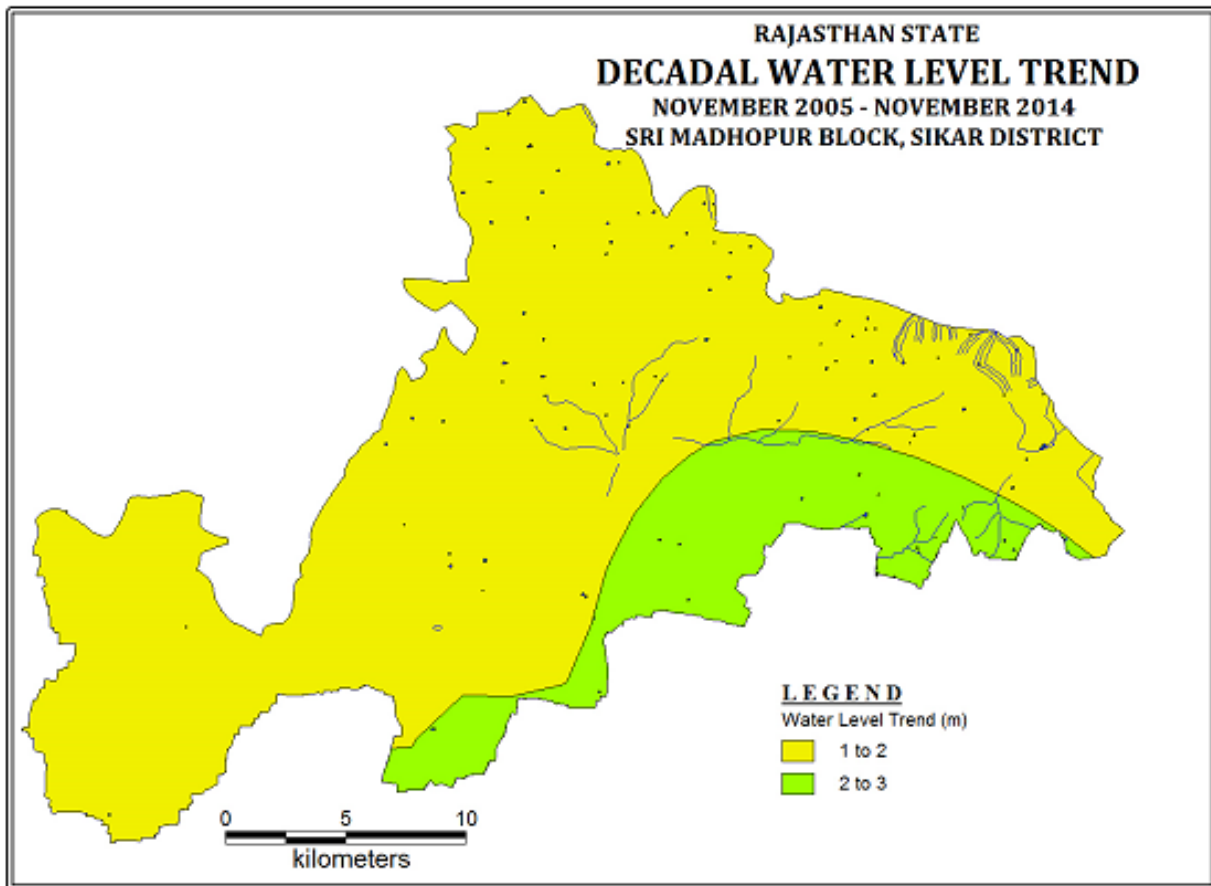 RAJASTHAN STATE
DECADAL WATER LEVEL TREND
NOVEMBER 2005 - NOVEMBER 2014
SRI MADHOPUR BLOCK, SIKAR DISTRICT
LEGEND
Water Level Trend (m)
1 to 2
2 to 3
0 5 10
kilometers